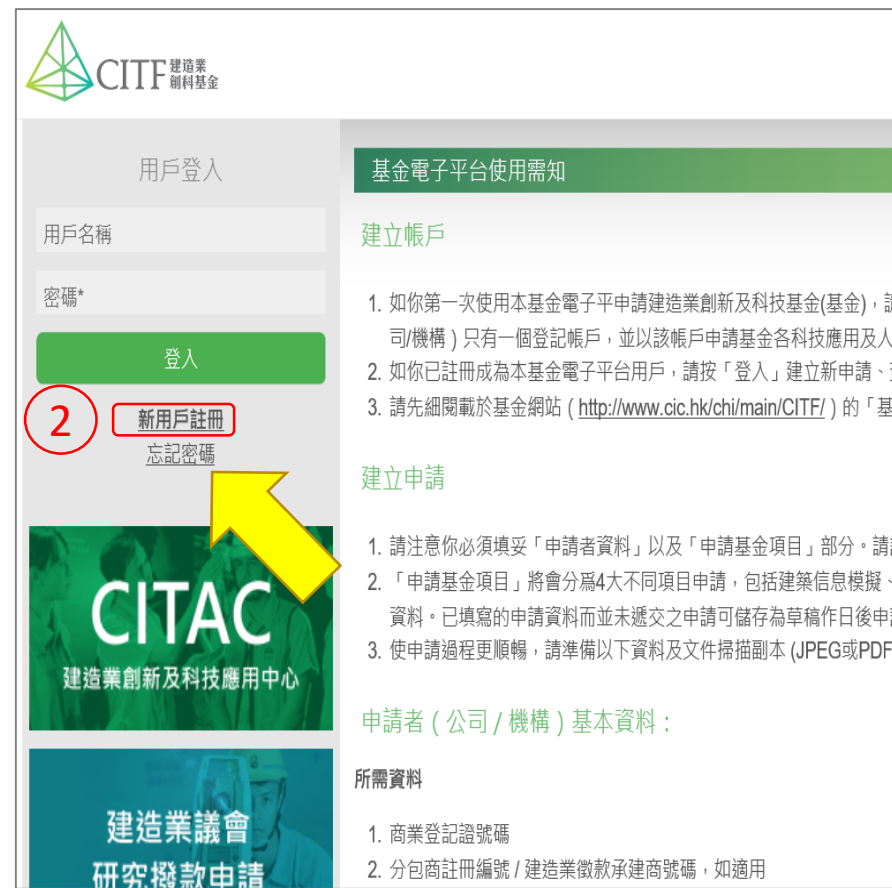 CITF 建造業
創科基金
用戶登入
用戶名稱
密碼*
登入
2
新用戶註冊
忘記密碼
CITAC
建造業創新及科技應用中心
建造業議會
研究撥款申請
基金電子平台使用需知
建立帳戶
1. 如你第一次使用本基金電子平申請建造業創新及科技基金(基金)，請
司/機構 ) 只有一個登記帳戶，並以該帳戶申請基金各科技應用及人
2. 如你已註冊成為本基金電子平台用戶，請按「登入」建立新申請、
3. 請先細閱載於基金網站 ( http://www.cic.hk/chi/main/CITF/ ) 的「基
建立申請
1. 請注意你必須填妥「申請者資料」以及「申請基金項目」部分。請
2. 「申請基金項目」將會分爲4大不同項目申請，包括建築信息模擬、
資料。已填寫的申請資料而並未遞交之申請可儲存為草稿作日後申
3. 使申請過程更順暢，請準備以下資料及文件掃描副本 (JPEG或PDF
申請者 ( 公司 / 機構 ) 基本資料 :
所需資料
1. 商業登記證號碼
2. 分包商註冊編號 / 建造業徵款承建商號碼，如適用